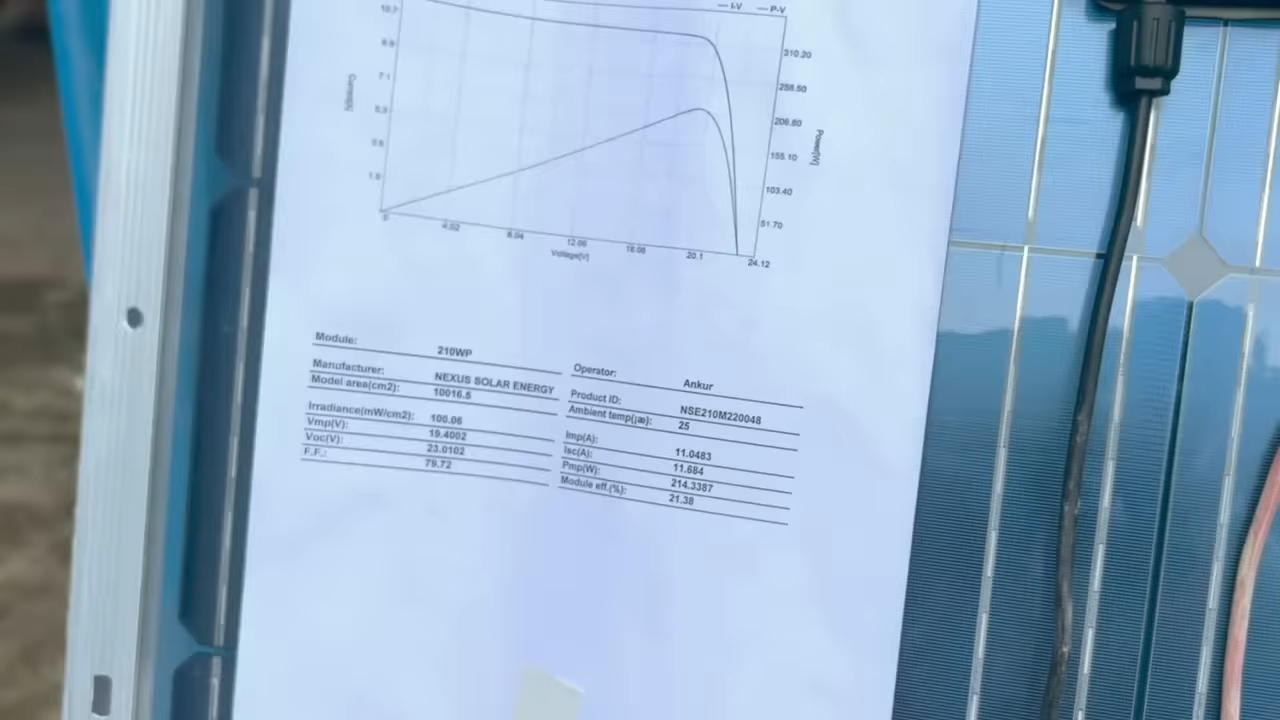 I-V P-V
10.7
8.9
7.1
5.3
3.6
1.8
310.20
258.50
206.80
155.10
103.40
51.70
Power[W]
0 4.02 8.04 12.06 16.08 20.1 24.12
Voltage[V]
Module: 210WP
Manufacturer: NEXUS SOLAR ENERGY
Model area(cm2): 10016.5
Irradiance(mW/cm2): 100.06
Vmp(V): 19.4002
Voc(V): 23.0102
F.F.: 79.72
Operator: Ankur
Product ID: NSE210M220048
Ambient temp(¡æ): 25
Imp(A): 11.0483
Isc(A): 11.684
Pmp(W): 214.3387
Module eff.(%): 21.38